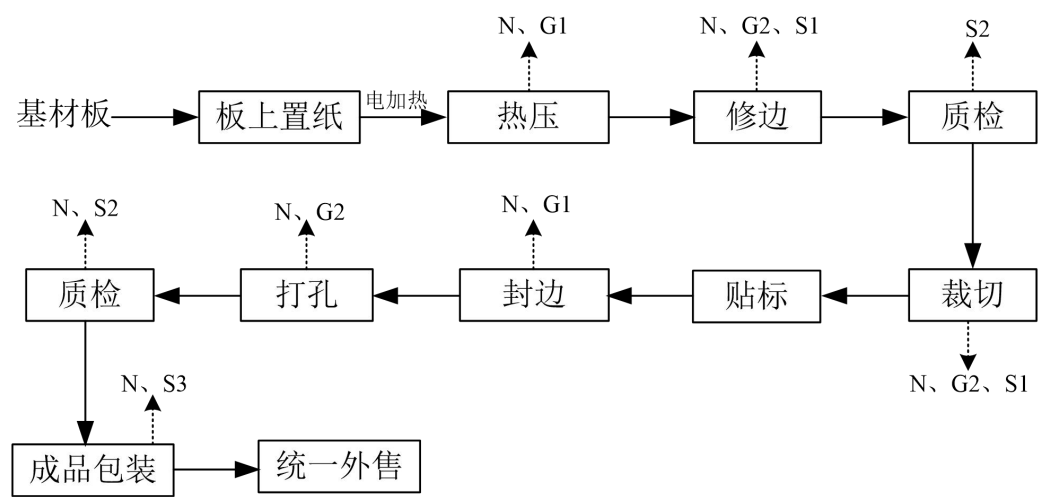 N、G1
N、G2、S1
S2
基材板
板上置纸
电加热
热压
修边
质检
N、S2
N、G2
N、G1
质检
打孔
封边
贴标
裁切
N、S3
N、G2、S1
成品包装
统一外售